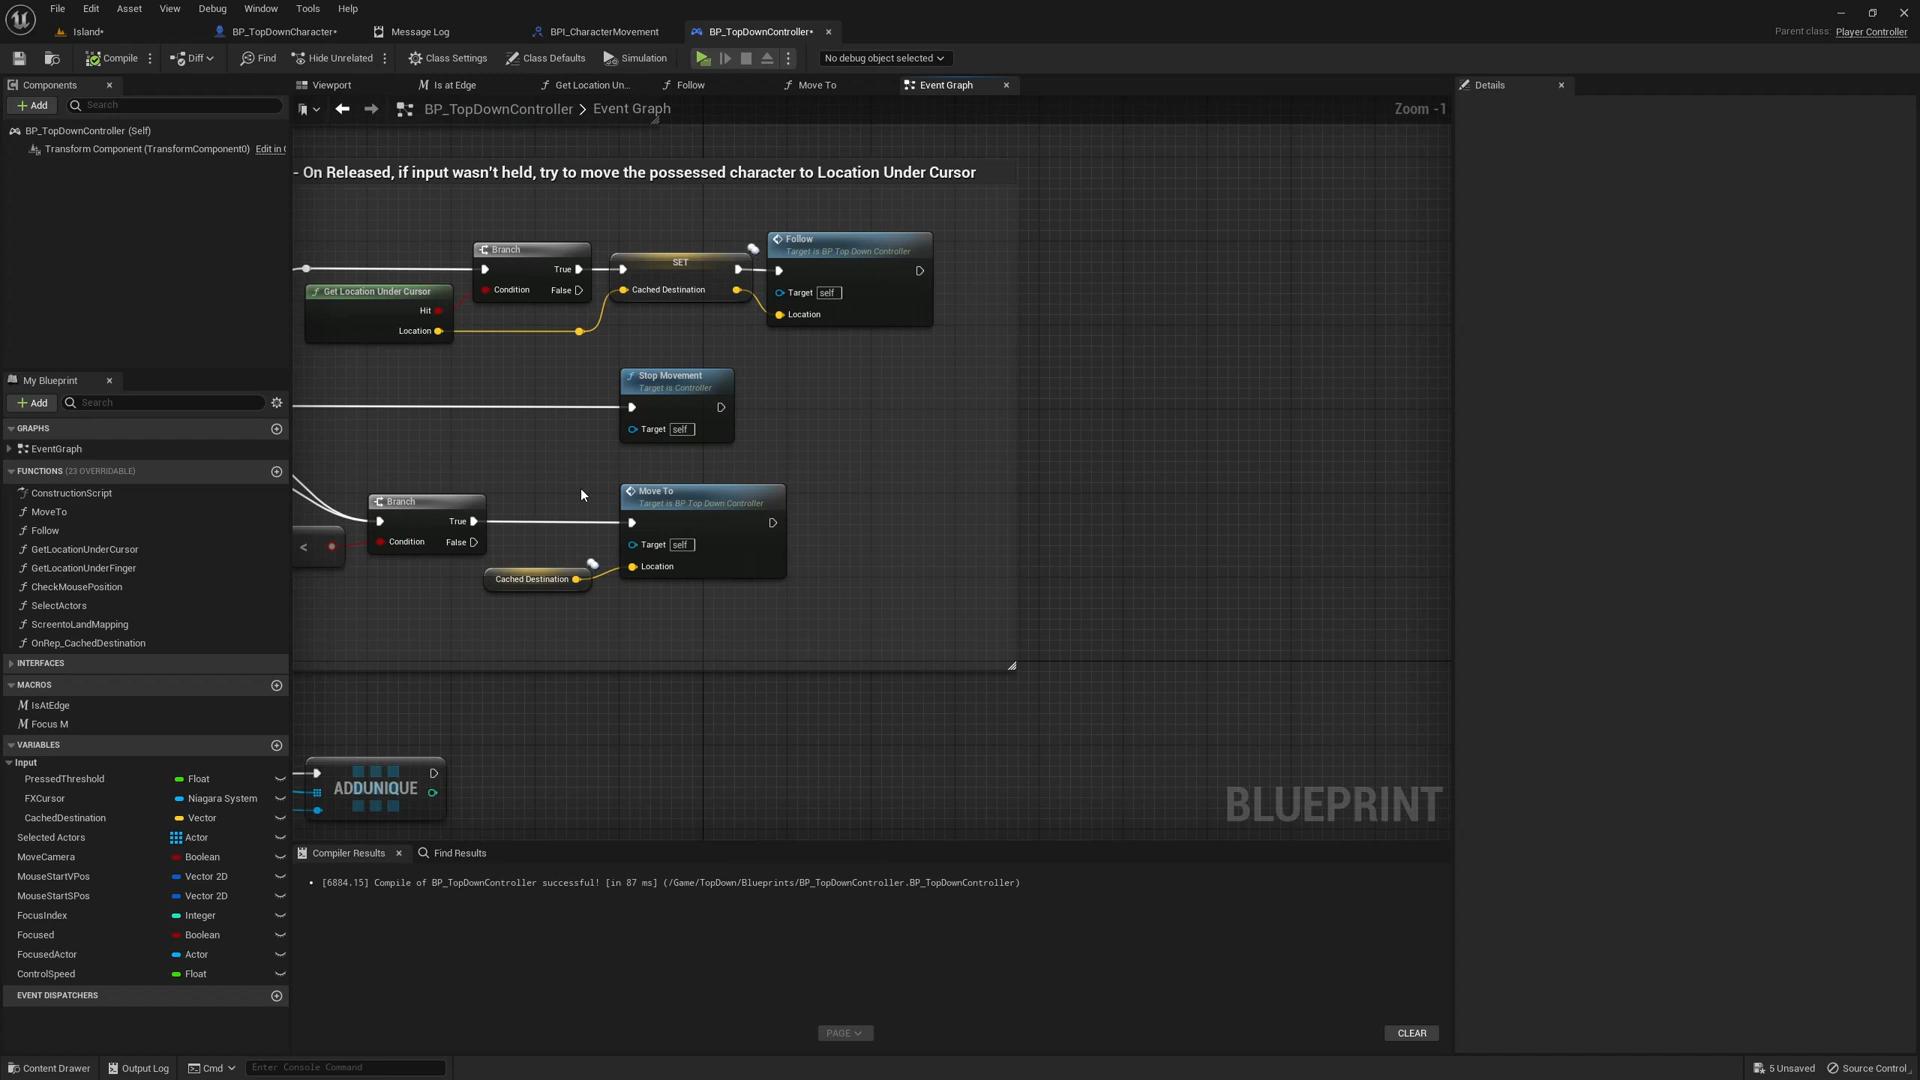 File Edit Asset View Debug Window Tools Help
Island* BP_TopDownCharacter* Message Log BPI_CharacterMovement BP_TopDownController*
Parent class: Player Controller
Compile Diff Find Hide Unrelated Class Settings Class Defaults Simulation No debug object selected
Components
Add Search
BP_TopDownController (Self)
Transform Component (TransformComponent0) Edit in C
Viewport Is at Edge Get Location Un... Follow Move To Event Graph
BP_TopDownController > Event Graph
Zoom -1
- On Released, if input wasn't held, try to move the possessed character to Location Under Cursor
Branch
True
Condition False
Get Location Under Cursor
Hit
Location
SET
Cached Destination
Follow
Target is BP Top Down Controller
Target self
Location
Stop Movement
Target is Controller
Target self
<
Branch
True
Condition False
Cached Destination
Move To
Target is BP Top Down Controller
Target self
Location
ADDUNIQUE
BLUEPRINT
My Blueprint
Add Search
GRAPHS
EventGraph
FUNCTIONS (23 OVERRIDABLE)
ConstructionScript
MoveTo
Follow
GetLocationUnderCursor
GetLocationUnderFinger
CheckMousePosition
SelectActors
ScreentoLandMapping
OnRep_CachedDestination
INTERFACES
MACROS
IsAtEdge
Focus M
VARIABLES
Input
PressedThreshold Float
FXCursor Niagara System
CachedDestination Vector
Selected Actors Actor
MoveCamera Boolean
MouseStartVPos Vector 2D
MouseStartSPos Vector 2D
FocusIndex Integer
Focused Boolean
FocusedActor Actor
ControlSpeed Float
EVENT DISPATCHERS
Compiler Results Find Results
[6884.15] Compile of BP_TopDownController successful! [in 87 ms] (/Game/TopDown/Blueprints/BP_TopDownController.BP_TopDownController)
PAGE
CLEAR
Details
Content Drawer Output Log Cmd Enter Console Command
5 Unsaved Source Control